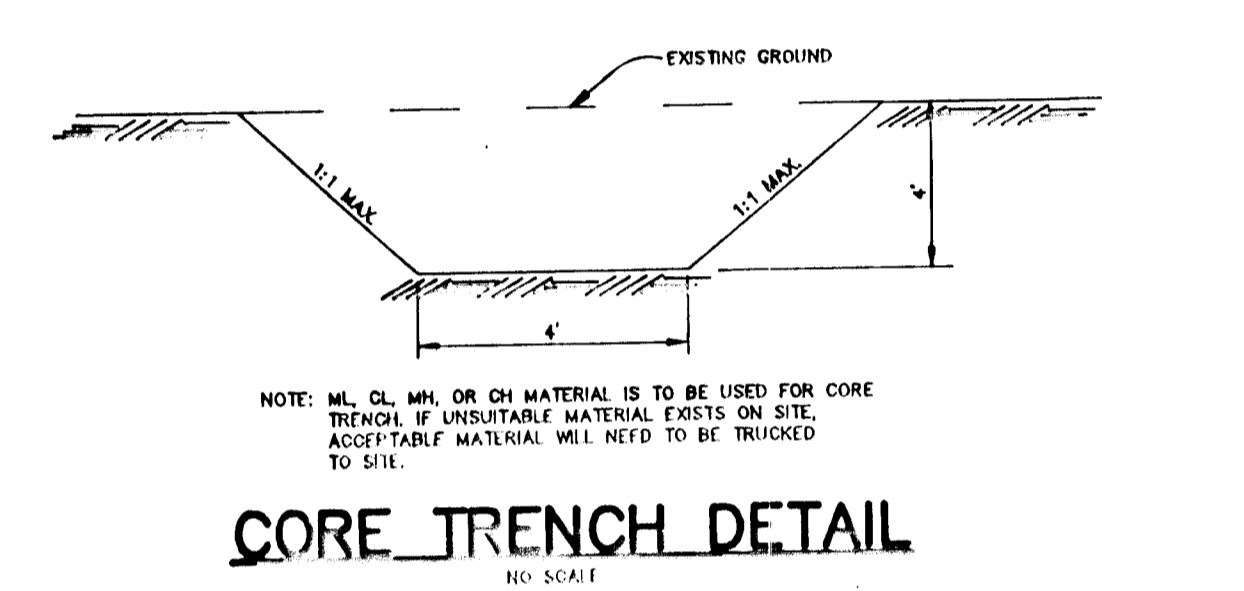 EXISTING GROUND
1:1 MAX.
1:1 MAX.
4'
4'
NOTE: ML, CL, MH, OR CH MATERIAL IS TO BE USED FOR CORE
TRENCH. IF UNSUITABLE MATERIAL EXISTS ON SITE,
ACCEPTABLE MATERIAL WILL NEED TO BE TRUCKED
TO SITE.
CORE TRENCH DETAIL
NO SCALE